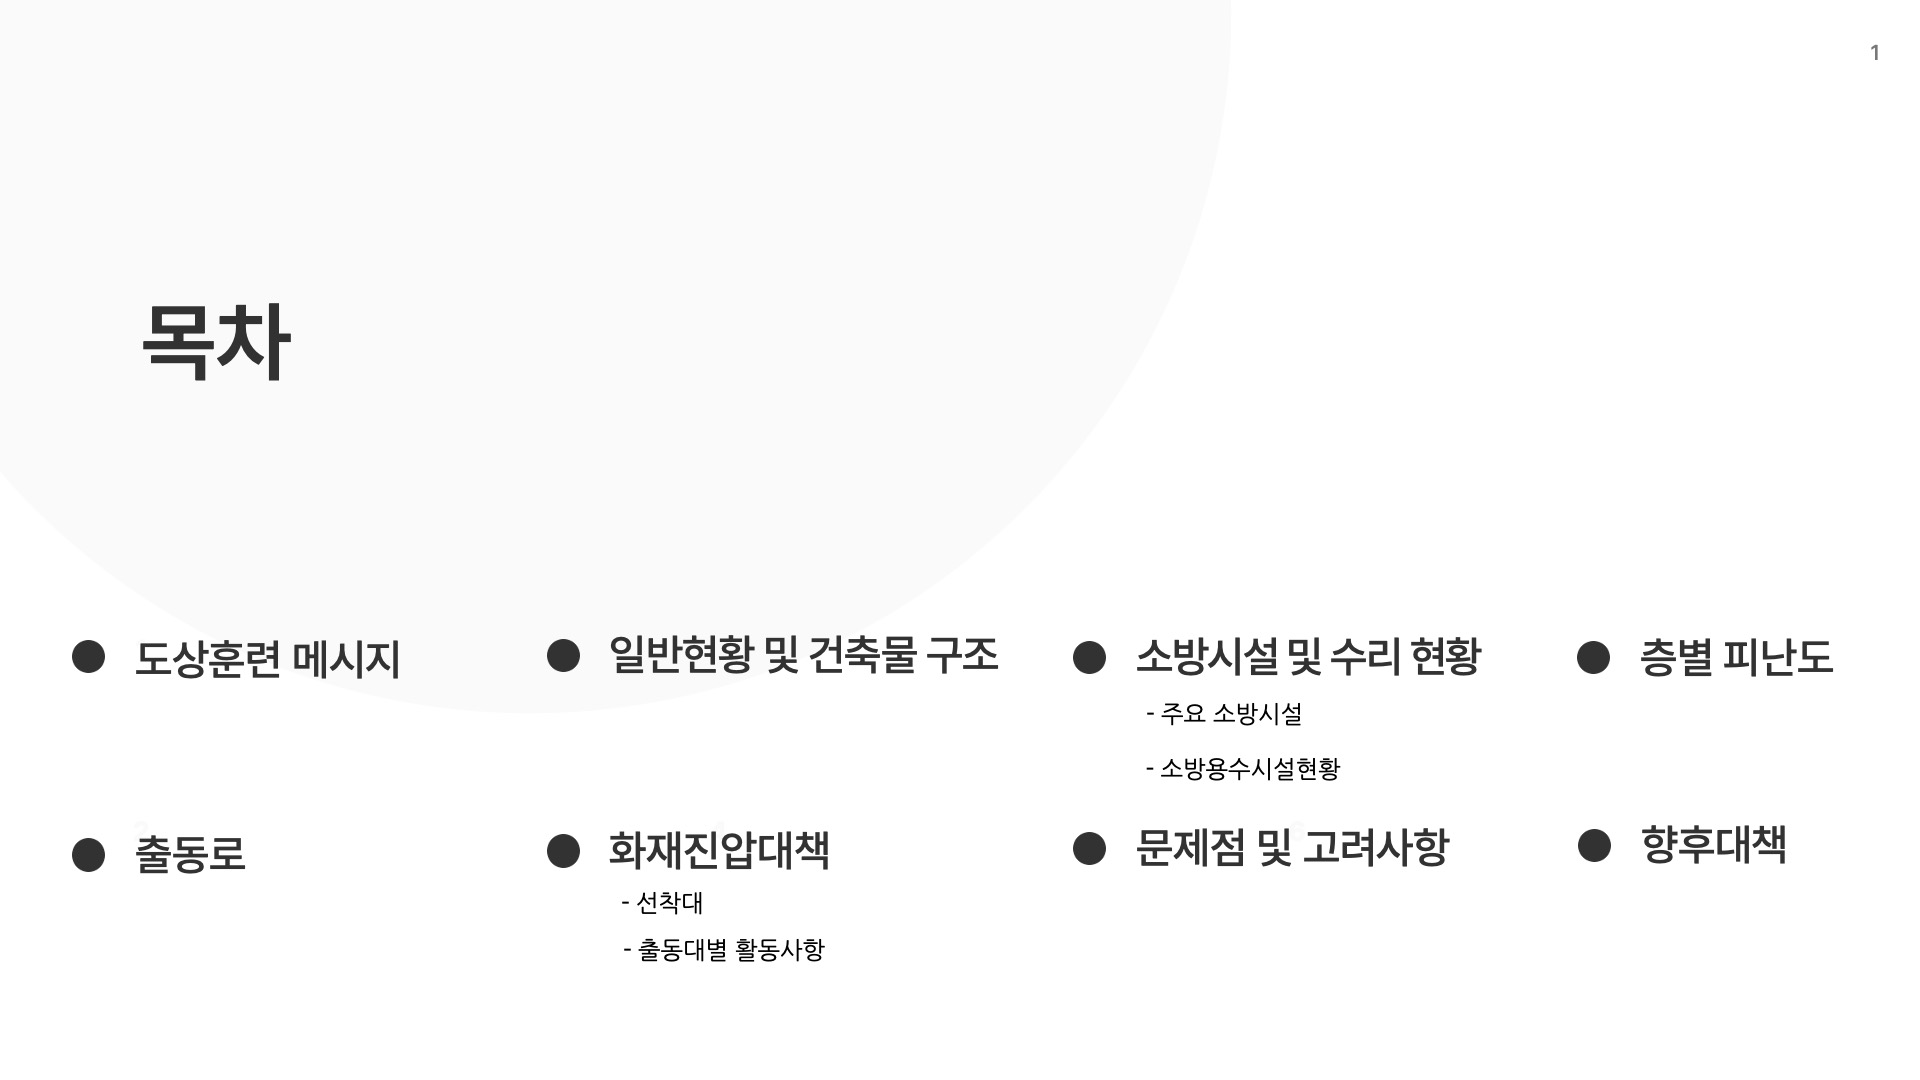 1
목차
도상훈련 메시지
일반현황 및 건축물 구조
소방시설 및 수리 현황
- 주요 소방시설
- 소방용수시설현황
층별 피난도
출동로
화재진압대책
- 선착대
- 출동대별 활동사항
문제점 및 고려사항
향후대책